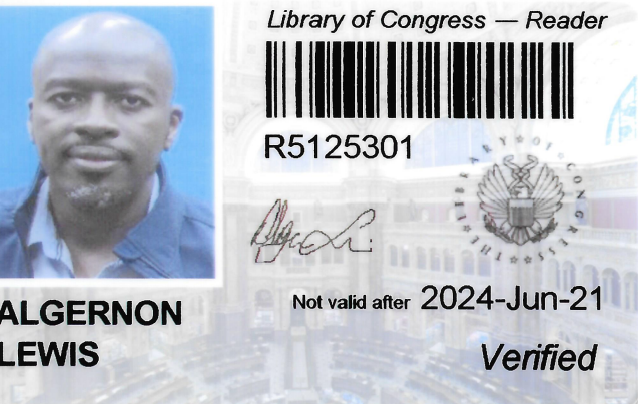 Library of Congress — Reader
R5125301
THE LIBRARY OF CONGRESS
Not valid after 2024-Jun-21
ALGERNON
LEWIS
Verified